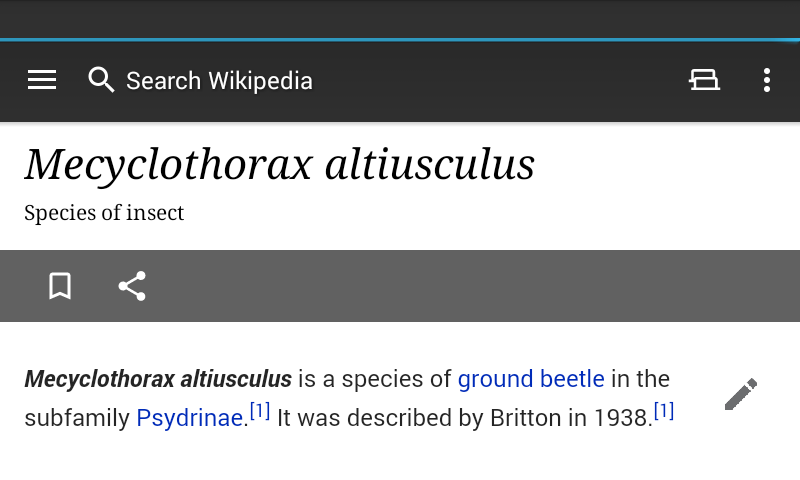 Search Wikipedia
Mecyclothorax altiusculus
Species of insect
Mecyclothorax altiusculus is a species of ground beetle in the
subfamily Psydrinae.[1] It was described by Britton in 1938.[1]